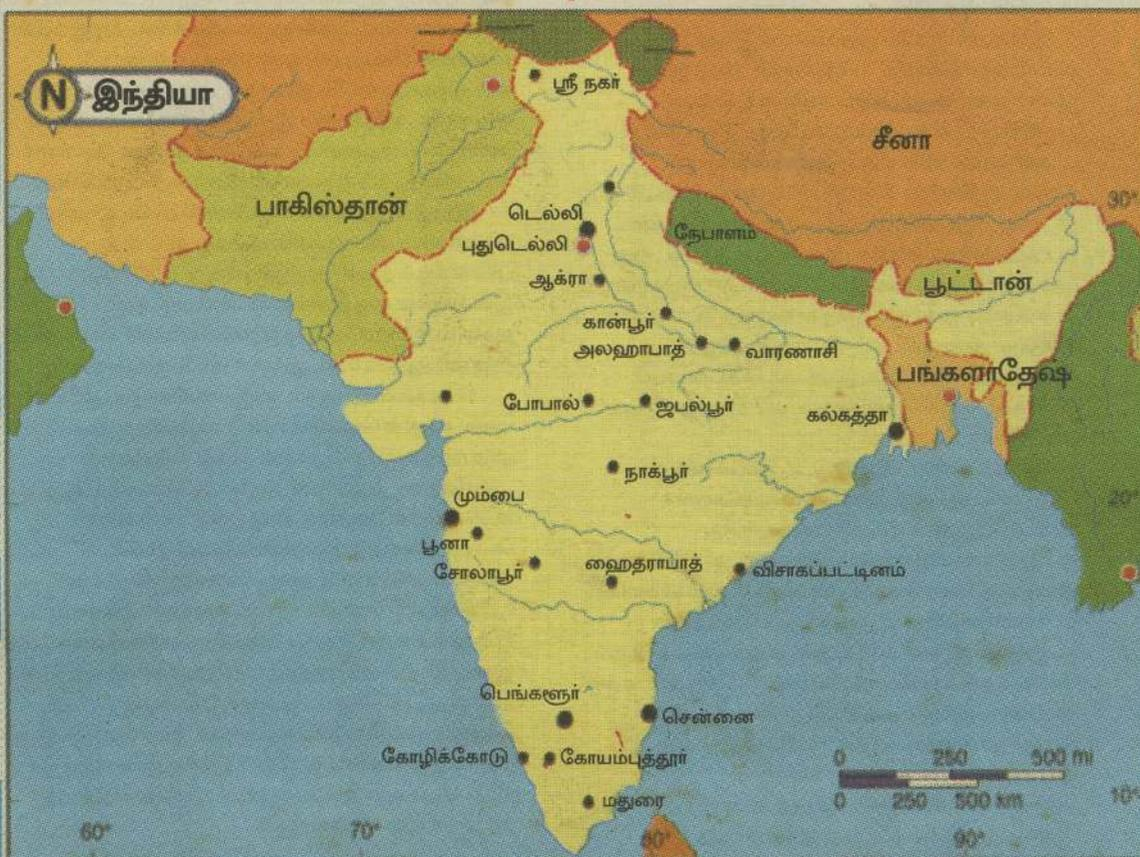 N இந்தியா
ஸ்ரீ நகர்
சீனா
பாகிஸ்தான்
30°
டெல்லி
நேபாளம்
புதுடெல்லி
ஆக்ரா
பூட்டான்
கான்பூர்
அலஹாபாத்
வாரணாசி
பங்களாதேஷ்
போபால்
ஜபல்பூர்
கல்கத்தா
நாக்பூர்
மும்பை
20°
பூனா
சோலாபூர்
ஹைதராபாத்
விசாகப்பட்டினம்
பெங்களூர்
சென்னை
கோழிக்கோடு
கோயம்புத்தூர்
0 250 500 mi
0 250 500 km
மதுரை
10°
60° 70° 80° 90°